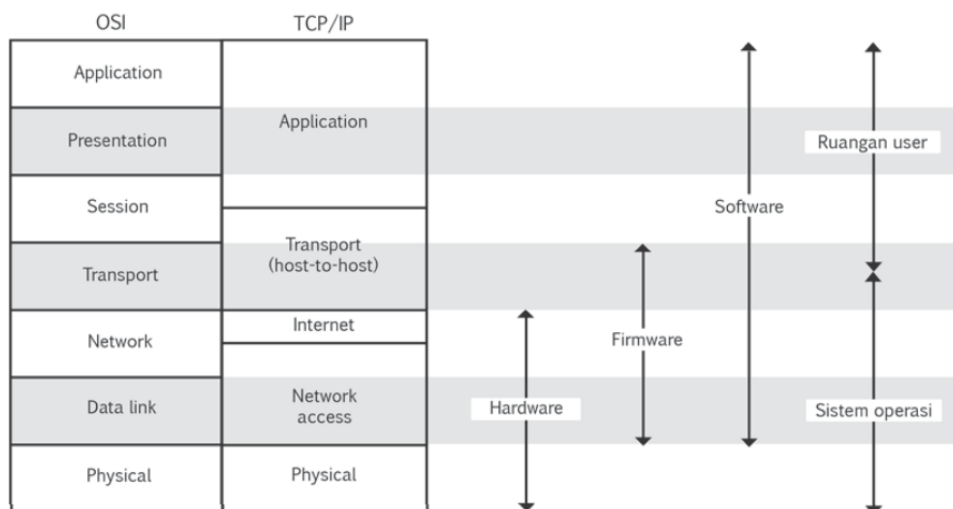 OSI
TCP/IP
Application
Presentation
Session
Transport
Network
Data link
Physical
Application
Transport
(host-to-host)
Internet
Network
access
Physical
Hardware
Firmware
Software
Ruangan user
Sistem operasi